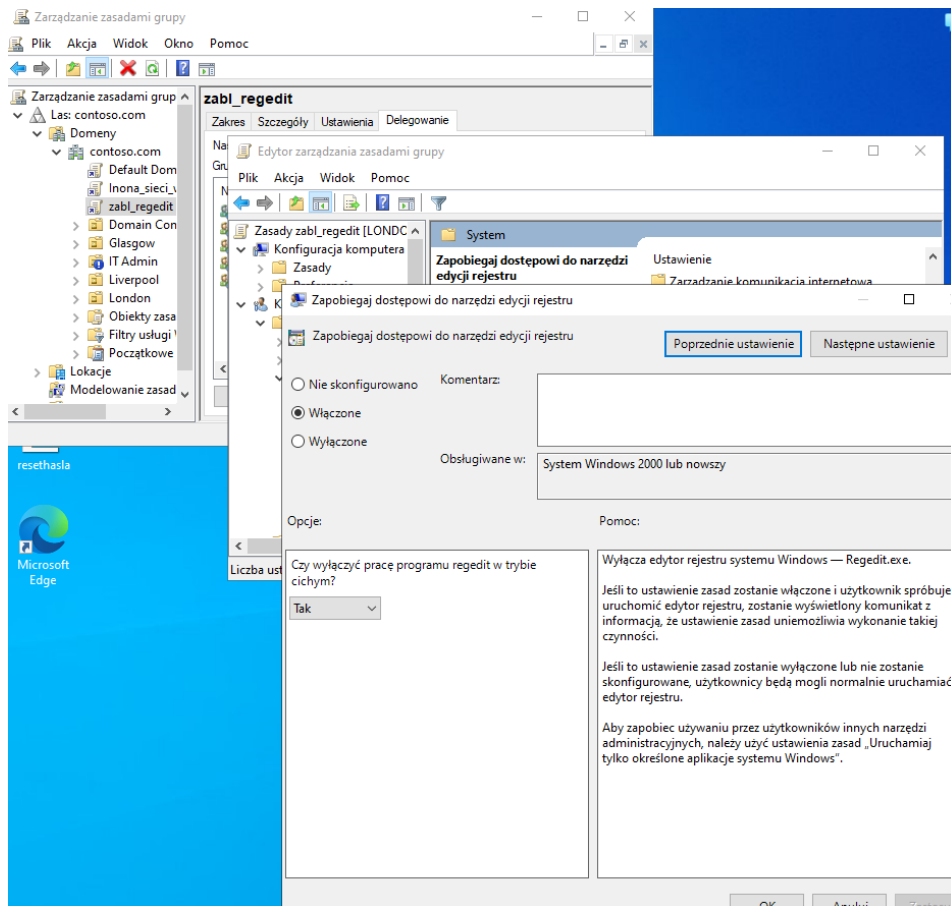 Zarządzanie zasadami grupy
Plik Akcja Widok Okno Pomoc
Zarządzanie zasadami grup
Las: contoso.com
Domeny
contoso.com
Default Dom
Inona_sieci_
zabl_regedit
Domain Con
Glasgow
IT Admin
Liverpool
London
Obiekty zasa
Filtry usługi
Początkowe
Lokacje
Modelowanie zasad
zabl_regedit
Zakres Szczegóły Ustawienia Delegowanie
Na
Gru
N
Edytor zarządzania zasadami grupy
Plik Akcja Widok Pomoc
Zasady zabl_regedit [LONDC
Konfiguracja komputera
Zasady
K
System
Zapobiegaj dostępowi do narzędzi
edycji rejestru
Ustawienie
Zarządzanie komunikacją internetową
Liczba ust
Zapobiegaj dostępowi do narzędzi edycji rejestru
Zapobiegaj dostępowi do narzędzi edycji rejestru
Poprzednie ustawienie Następne ustawienie
Nie skonfigurowano
Włączone
Wyłączone
Komentarz:
Obsługiwane w:
System Windows 2000 lub nowszy
Opcje:
Czy wyłączyć pracę programu regedit w trybie
cichym?
Tak
Pomoc:
Wyłącza edytor rejestru systemu Windows — Regedit.exe.
Jeśli to ustawienie zasad zostanie włączone i użytkownik spróbuje
uruchomić edytor rejestru, zostanie wyświetlony komunikat z
informacją, że ustawienie zasad uniemożliwia wykonanie takiej
czynności.
Jeśli to ustawienie zasad zostanie wyłączone lub nie zostanie
skonfigurowane, użytkownicy będą mogli normalnie uruchamiać
edytor rejestru.
Aby zapobiec używaniu przez użytkowników innych narzędzi
administracyjnych, należy użyć ustawienia zasad „Uruchamiaj
tylko określone aplikacje systemu Windows”.
OK Anuluj
resethasla
Microsoft
Edge